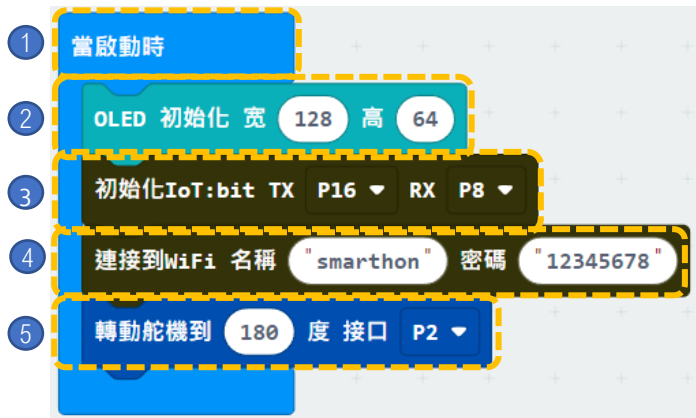 1 當啟動時
2 OLED 初始化 宽 128 高 64
3 初始化IoT:bit TX P16 RX P8
4 連接到WiFi 名稱 "smarthon" 密碼 "12345678"
5 轉動舵機到 180 度 接口 P2